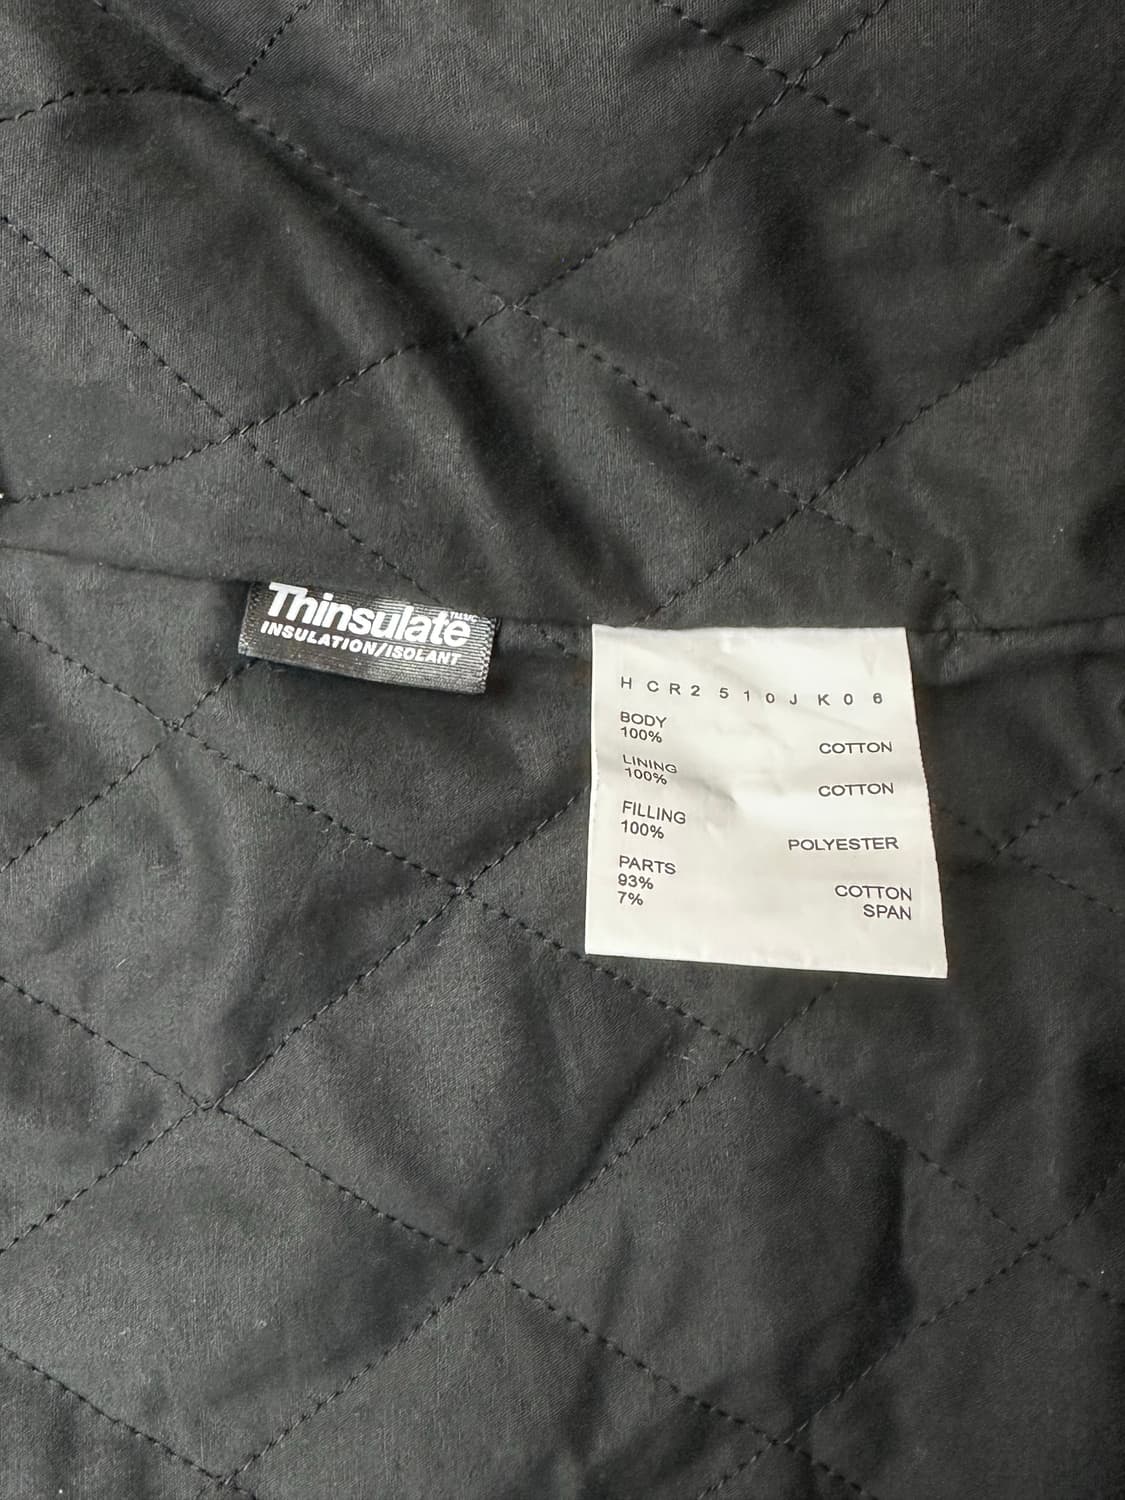 Thinsulate
INSULATION/ISOLANT
H C R 2 5 1 0 J K 0 6
BODY
100% COTTON
LINING
100% COTTON
FILLING
100% POLYESTER
PARTS
93% COTTON
7% SPAN